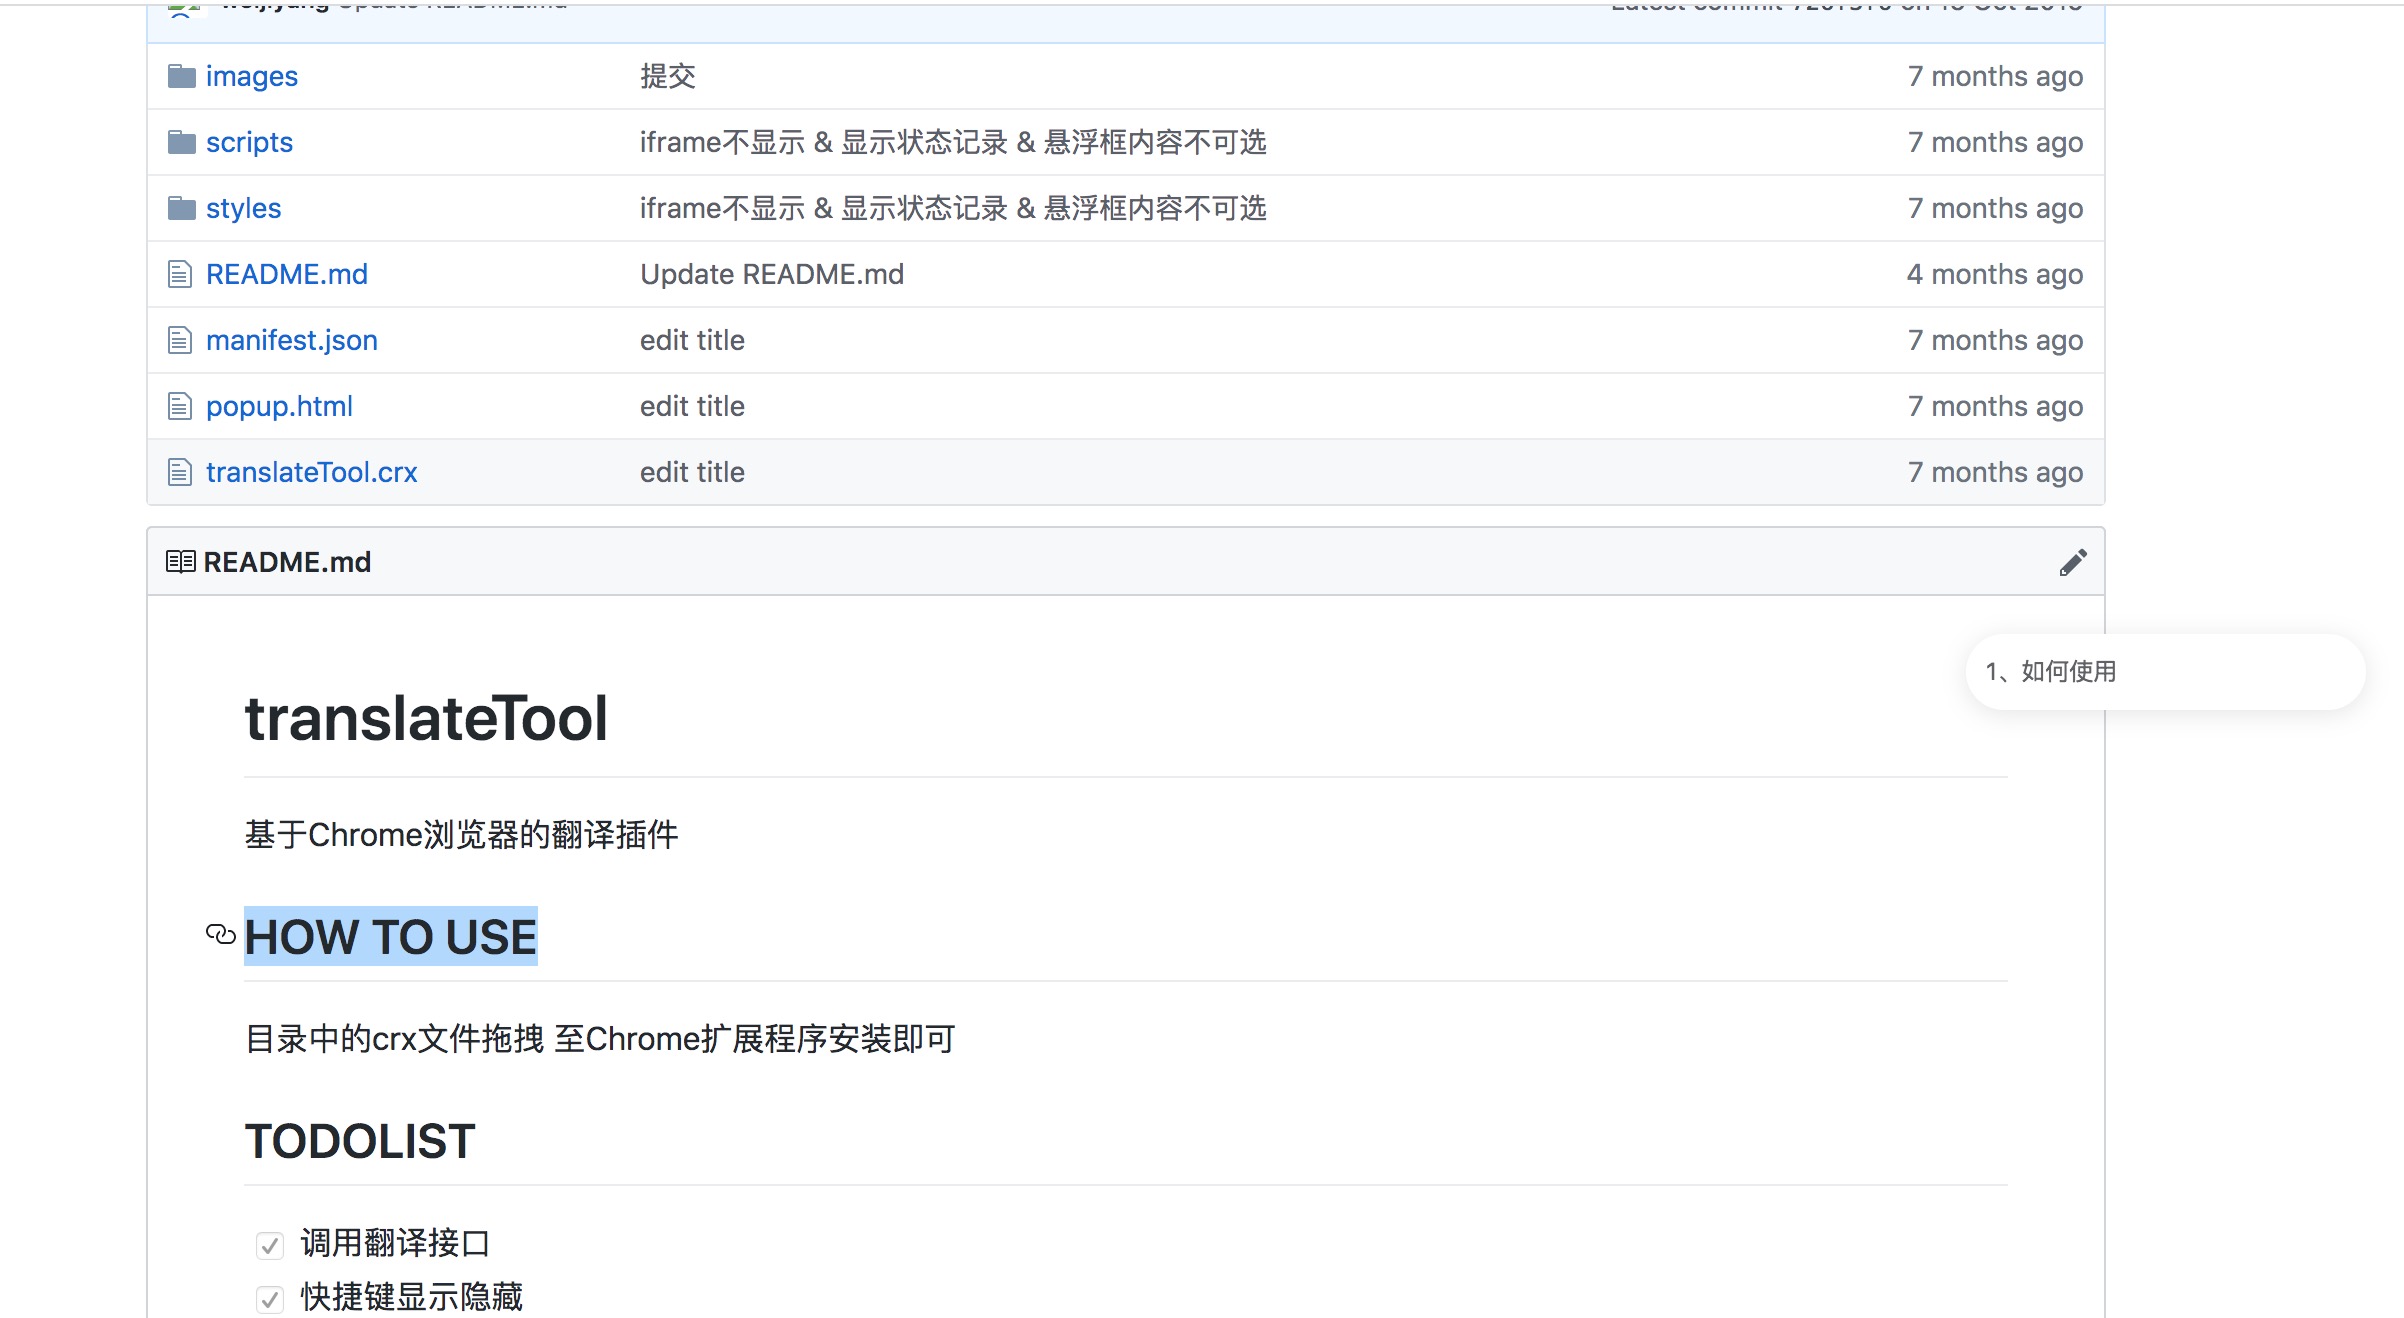 images 提交 7 months ago
scripts iframe不显示 & 显示状态记录 & 悬浮框内容不可选 7 months ago
styles iframe不显示 & 显示状态记录 & 悬浮框内容不可选 7 months ago
README.md Update README.md 4 months ago
manifest.json edit title 7 months ago
popup.html edit title 7 months ago
translateTool.crx edit title 7 months ago
README.md
1、如何使用
translateTool
基于Chrome浏览器的翻译插件
HOW TO USE
目录中的crx文件拖拽 至Chrome扩展程序安装即可
TODOLIST
调用翻译接口
快捷键显示隐藏